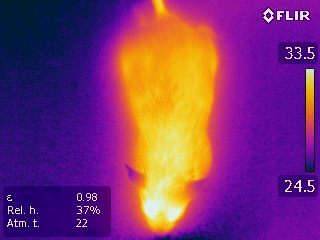 FLIR
33.5
24.5
ε 0.98
Rel. h. 37%
Atm. t. 22